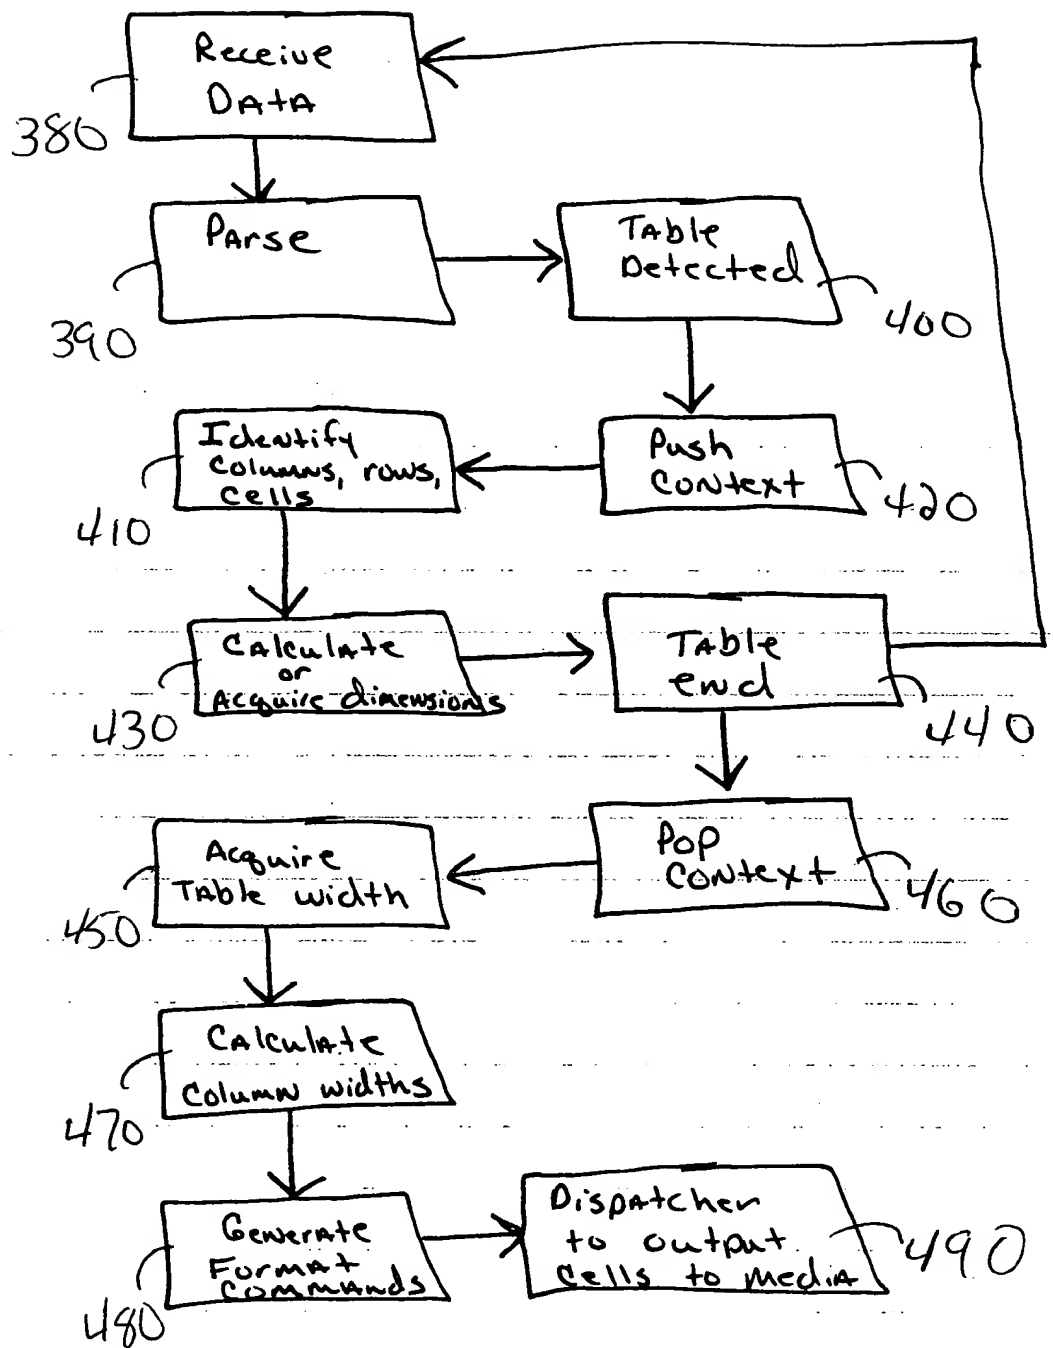 Receive
Data
380
Parse
390
Table
Detected
400
Identify
columns, rows,
cells
410
Push
Context
420
Calculate
or
Acquire dimensions
430
Table
end
440
Acquire
Table width
450
Pop
Context
460
Calculate
column widths
470
Generate
Format
Commands
480
Dispatcher
to output
cells to media
490